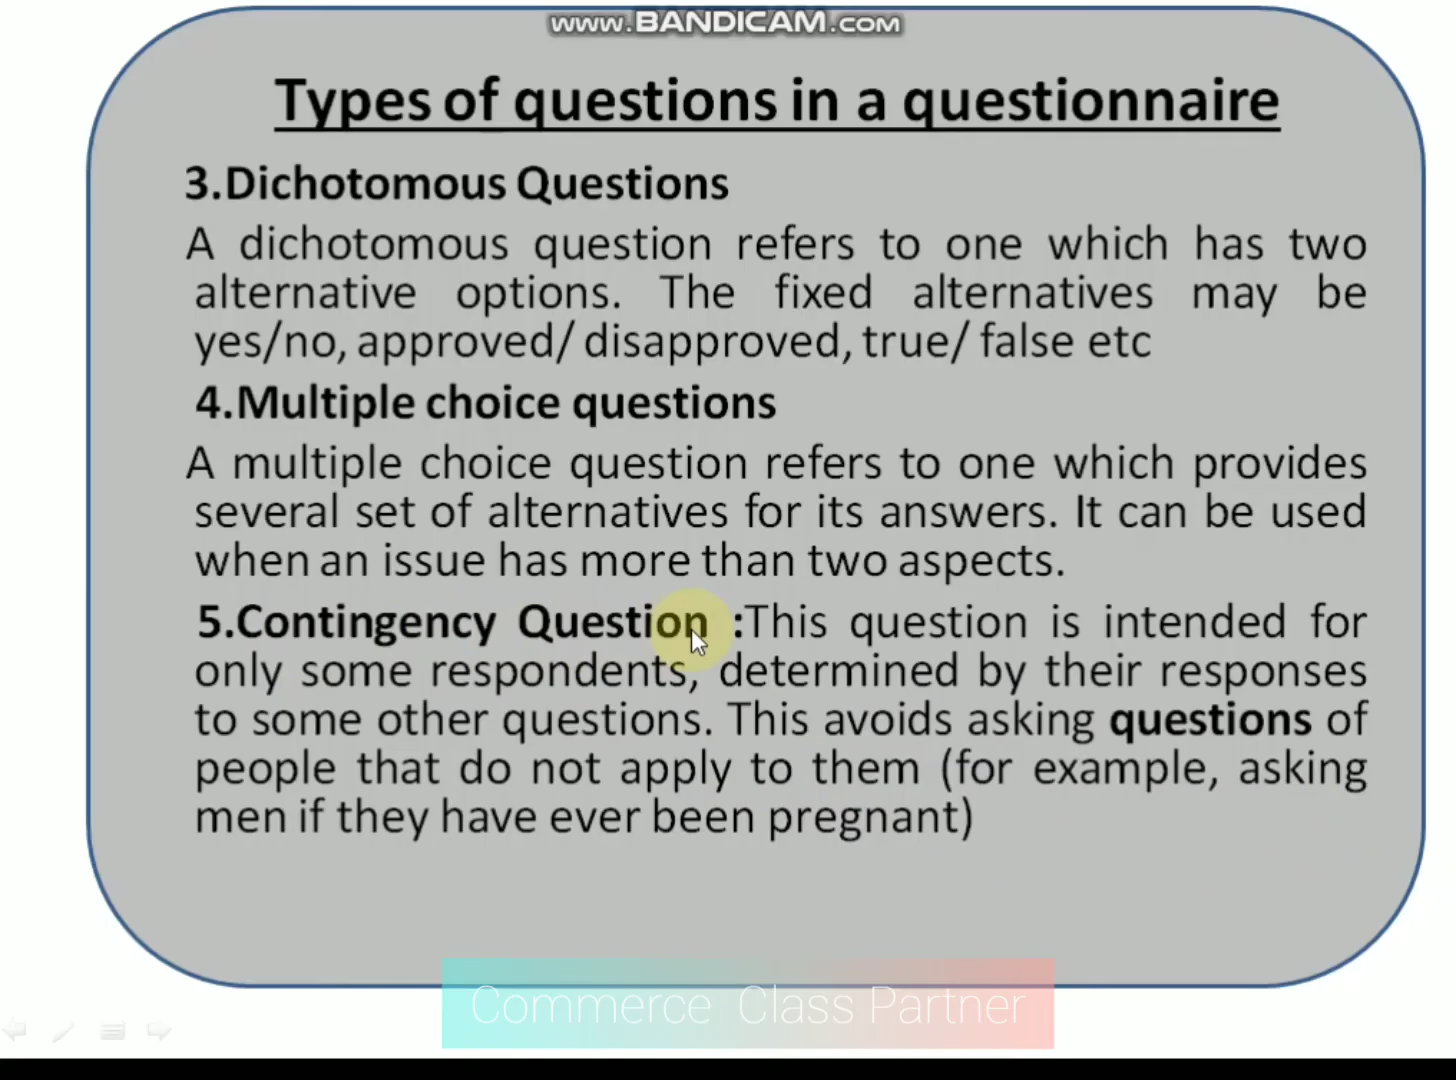 www.BANDICAM.com
Types of questions in a questionnaire
3.Dichotomous Questions
A dichotomous question refers to one which has two
alternative options. The fixed alternatives may be
yes/no, approved/ disapproved, true/ false etc
4.Multiple choice questions
A multiple choice question refers to one which provides
several set of alternatives for its answers. It can be used
when an issue has more than two aspects.
5.Contingency Question :This question is intended for
only some respondents, determined by their responses
to some other questions. This avoids asking questions of
people that do not apply to them (for example, asking
men if they have ever been pregnant)
Commerce Class Partner